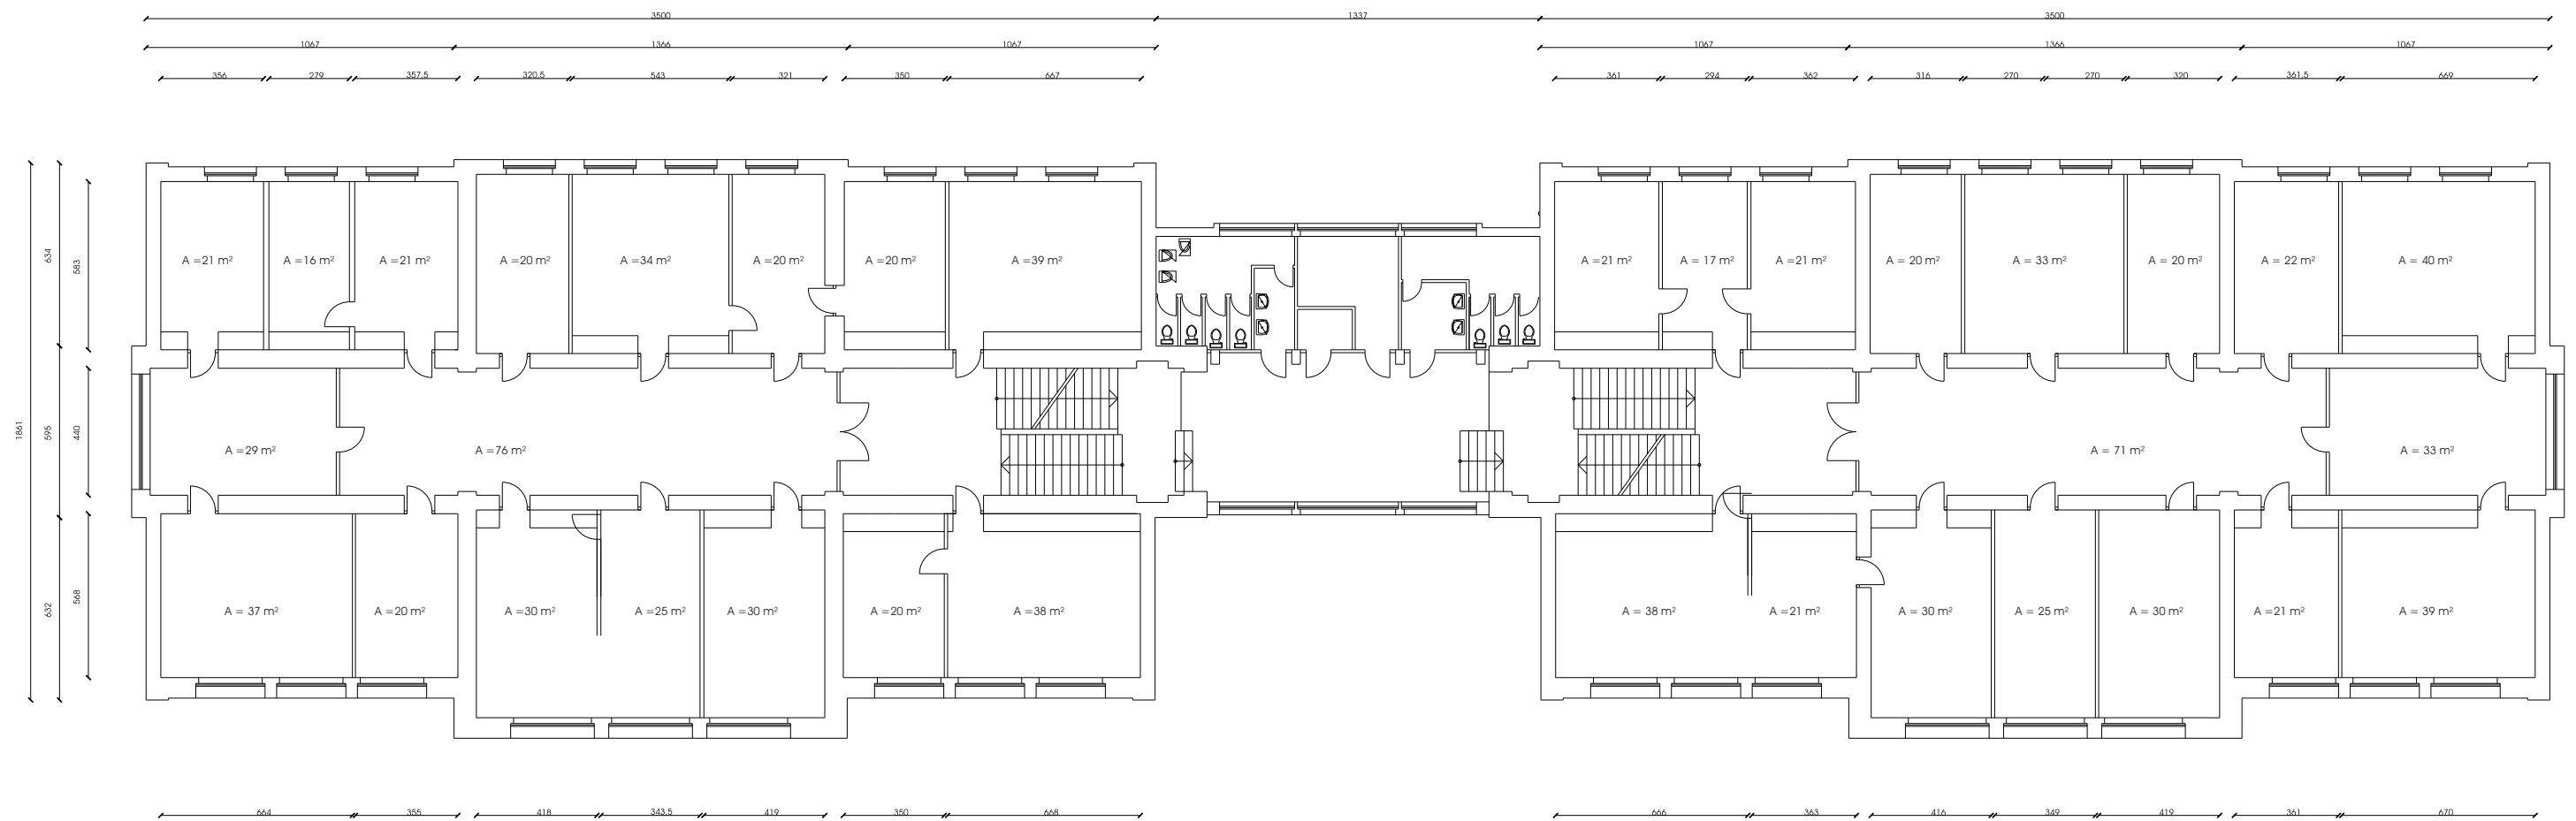 3500 1337 3500
1067 1366 1067 1067 1366 1067
356 279 357,5 320,5 543 321 350 667 361 294 362 316 270 270 320 361,5 669
634
583
A =21 m² A =16 m² A =21 m² A =20 m² A =34 m² A =20 m² A =20 m² A =39 m² A =21 m² A = 17 m² A =21 m² A = 20 m² A =33 m² A = 20 m² A = 22 m² A = 40 m²
1861
595
440
A =29 m² A =76 m² A = 71 m² A = 33 m²
632
568
A = 37 m² A =20 m² A =30 m² A =25 m² A =30 m² A =20 m² A =38 m² A = 38 m² A =21 m² A = 30 m² A = 25 m² A = 30 m² A =21 m² A = 39 m²
664 355 418 343,5 419 350 668 666 363 416 349 419 361 670